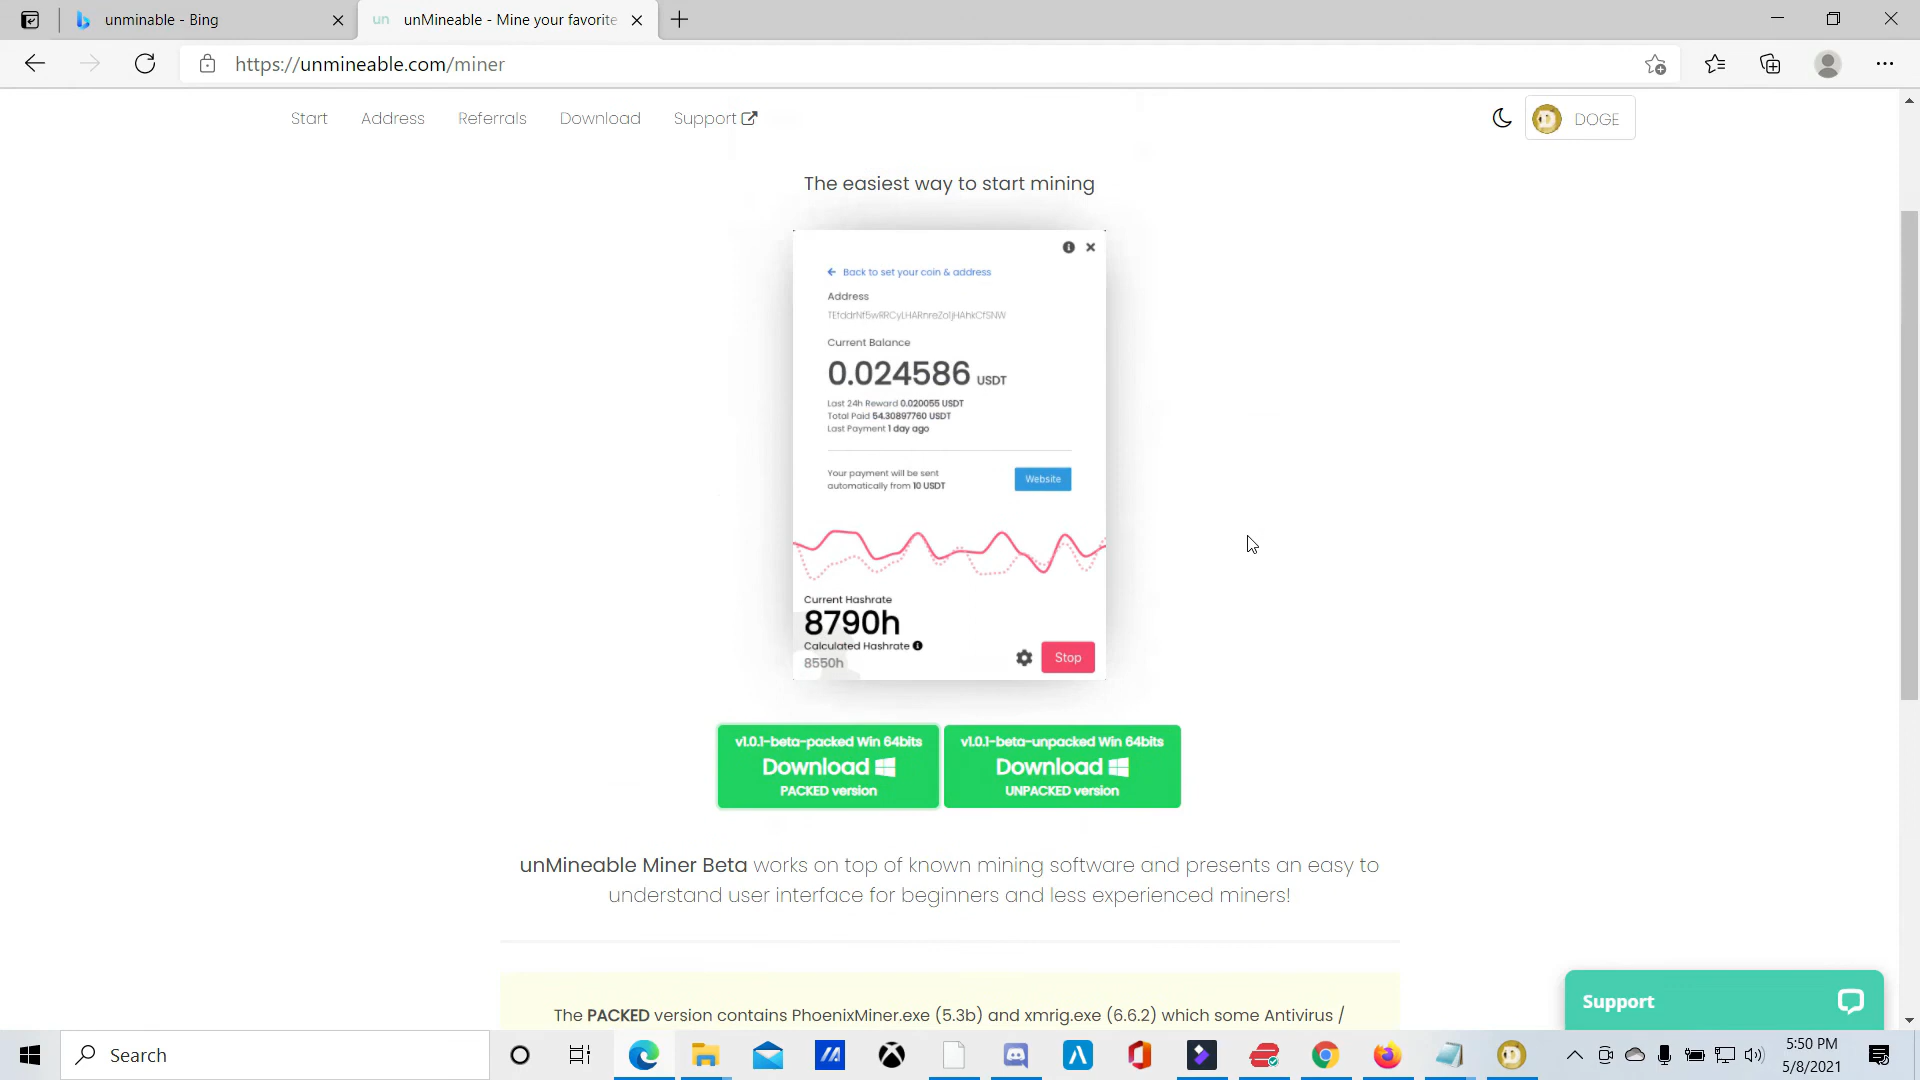 unminable - Bing
un unMineable - Mine your favorite
https://unmineable.com/miner
Start Address Referrals Download Support DOGE
The easiest way to start mining
Back to set your coin & address
Address
Current Balance
0.024586 USDT
Last 24h Reward 0.020055 USDT
Total Paid 54.30897760 USDT
Last Payment 1 day ago
Your payment will be sent
automatically from 10 USDT
Website
Current Hashrate
8790h
Calculated Hashrate
8550h
Stop
v1.0.1-beta-packed Win 64bits
Download
PACKED version
v1.0.1-beta-unpacked Win 64bits
Download
UNPACKED version
unMineable Miner Beta works on top of known mining software and presents an easy to
understand user interface for beginners and less experienced miners!
The PACKED version contains PhoenixMiner.exe (5.3b) and xmrig.exe (6.6.2) which some Antivirus /
Support
Search
5:50 PM
5/8/2021